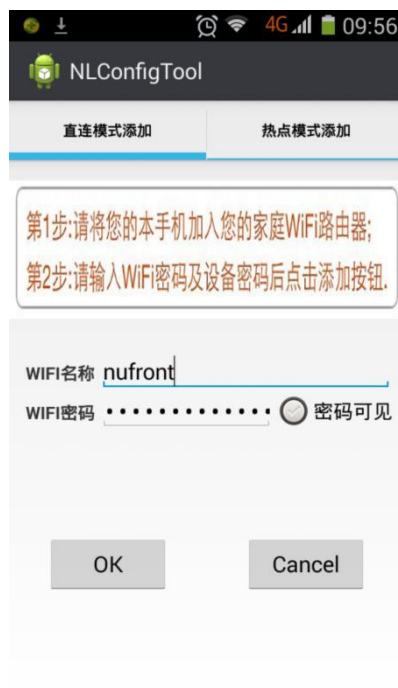 4G 09:56
NLConfigTool
直连模式添加 热点模式添加
第1步:请将您的本手机加入您的家庭WiFi路由器;
第2步:请输入WiFi密码及设备密码后点击添加按钮.
WIFI名称 nufront
WIFI密码 •••••••••••••• 密码可见
OK Cancel